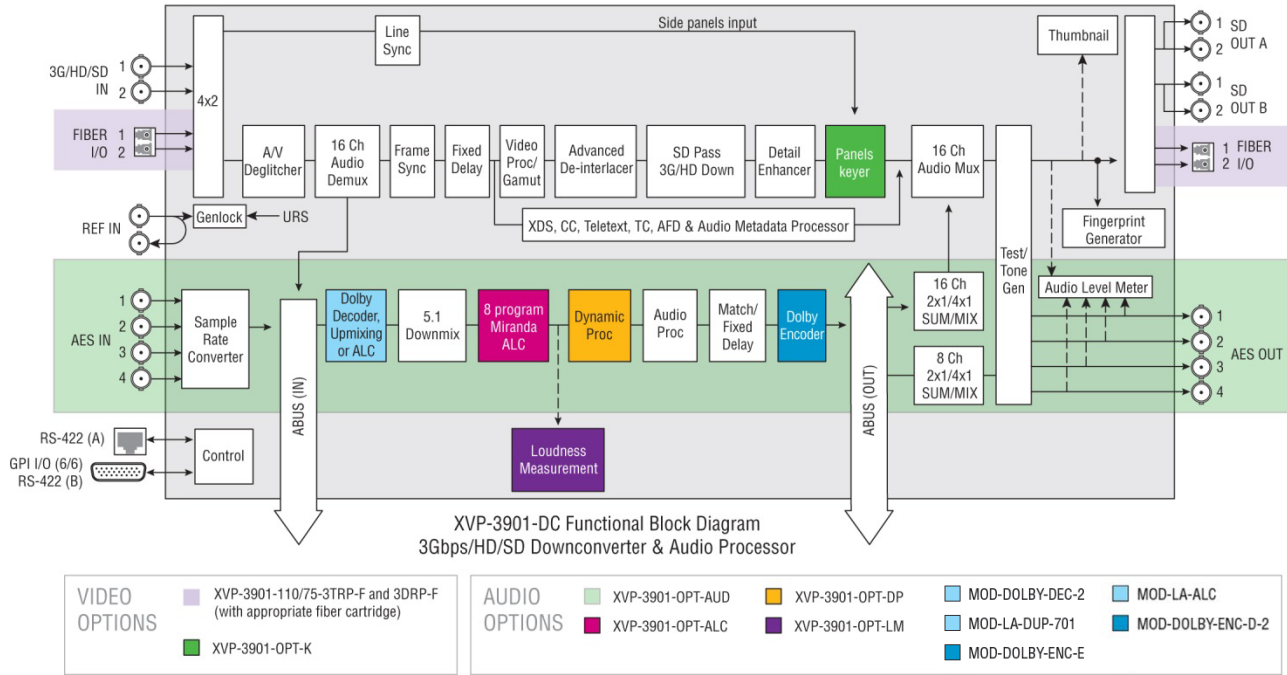 Side panels input
Line
Sync
Thumbnail
1 SD
2 OUT A
1 SD
2 OUT B
3G/HD/SD
IN
1
2
4x2
FIBER 1
I/O 2
A/V
Deglitcher
16 Ch
Audio
Demux
Frame
Sync
Fixed
Delay
Video
Proc/
Gamut
Advanced
De-interlacer
SD Pass
3G/HD Down
Detail
Enhancer
Panels
keyer
16 Ch
Audio Mux
1 FIBER
2 I/O
REF IN
Genlock
URS
XDS, CC, Teletext, TC, AFD & Audio Metadata Processor
Fingerprint
Generator
Test/
Tone
Gen
Audio Level Meter
AES IN
1
2
3
4
Sample
Rate
Converter
ABUS (IN)
Dolby
Decoder,
Upmixing
or ALC
5.1
Downmix
8 program
Miranda
ALC
Dynamic
Proc
Audio
Proc
Match/
Fixed
Delay
Dolby
Encoder
ABUS (OUT)
16 Ch
2x1/4x1
SUM/MIX
8 Ch
2x1/4x1
SUM/MIX
1
2
3
4
AES OUT
RS-422 (A)
GPI I/O (6/6)
RS-422 (B)
Control
Loudness
Measurement
XVP-3901-DC Functional Block Diagram
3Gbps/HD/SD Downconverter & Audio Processor
VIDEO
OPTIONS
XVP-3901-110/75-3TRP-F and 3DRP-F
(with appropriate fiber cartridge)
XVP-3901-OPT-K
AUDIO
OPTIONS
XVP-3901-OPT-AUD
XVP-3901-OPT-ALC
XVP-3901-OPT-DP
XVP-3901-OPT-LM
MOD-DOLBY-DEC-2
MOD-LA-DUP-701
MOD-DOLBY-ENC-E
MOD-LA-ALC
MOD-DOLBY-ENC-D-2